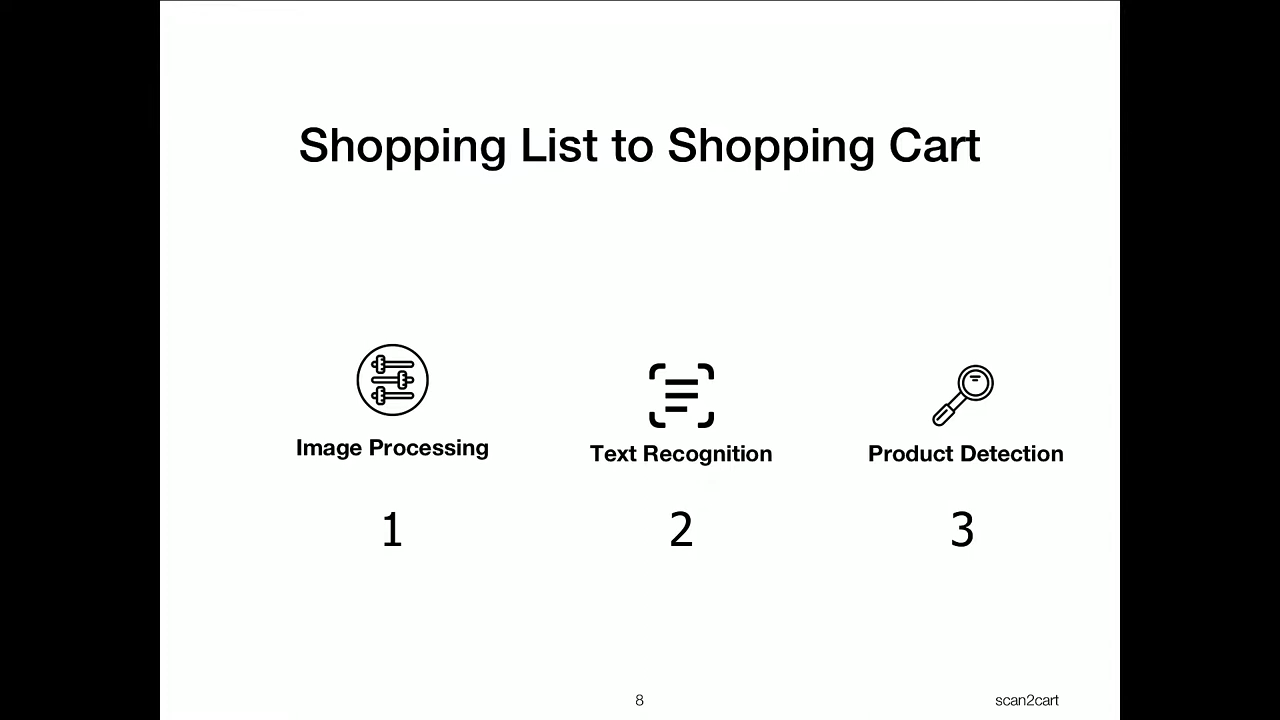 Shopping List to Shopping Cart
Image Processing
Text Recognition
Product Detection
1
2
3
8
scan2cart